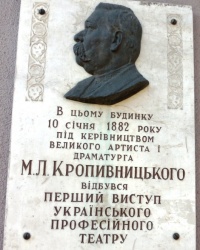 В ЦЬОМУ БУДИНКУ
10 СІЧНЯ 1882 РОКУ
ПІД КЕРІВНИЦТВОМ
ВЕЛИКОГО АРТИСТА І
ДРАМАТУРГА
М.Л.КРОПИВНИЦЬКОГО
ВІДБУВСЯ
ПЕРШИЙ ВИСТУП
УКРАЇНСЬКОГО
ПРОФЕСІЙНОГО
ТЕАТРУ